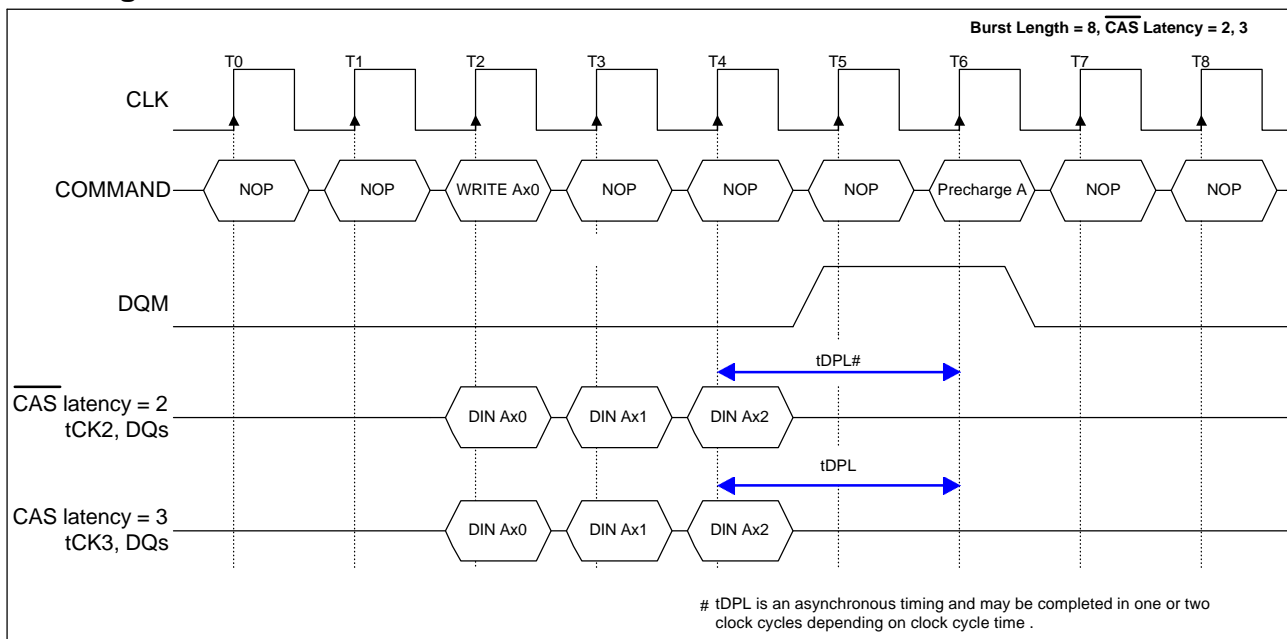 Burst Length = 8, CAS Latency = 2, 3
T0 T1 T2 T3 T4 T5 T6 T7 T8
CLK
COMMAND NOP NOP WRITE Ax0 NOP NOP NOP Precharge A NOP NOP
DQM
tDPL#
CAS latency = 2
tCK2, DQs
DIN Ax0 DIN Ax1 DIN Ax2
tDPL
CAS latency = 3
tCK3, DQs
DIN Ax0 DIN Ax1 DIN Ax2
# tDPL is an asynchronous timing and may be completed in one or two
clock cycles depending on clock cycle time .